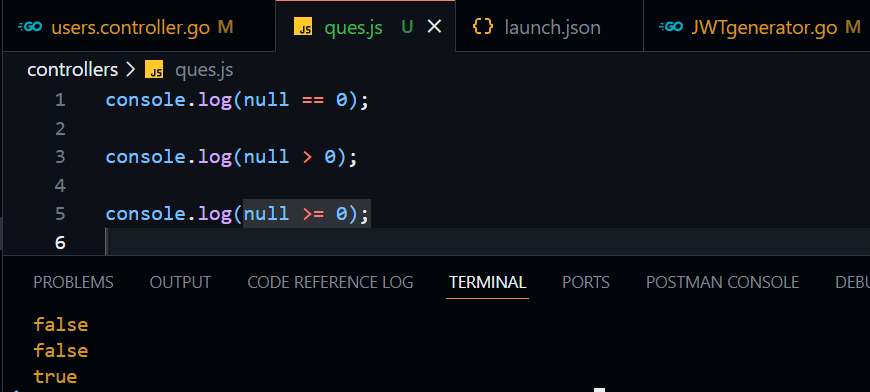 GO users.controller.go M JS ques.js U {} launch.json GO JWTgenerator.go M
controllers > JS ques.js
1 console.log(null == 0);
2
3 console.log(null > 0);
4
5 console.log(null >= 0);
6
PROBLEMS OUTPUT CODE REFERENCE LOG TERMINAL PORTS POSTMAN CONSOLE DEBU
false
false
true